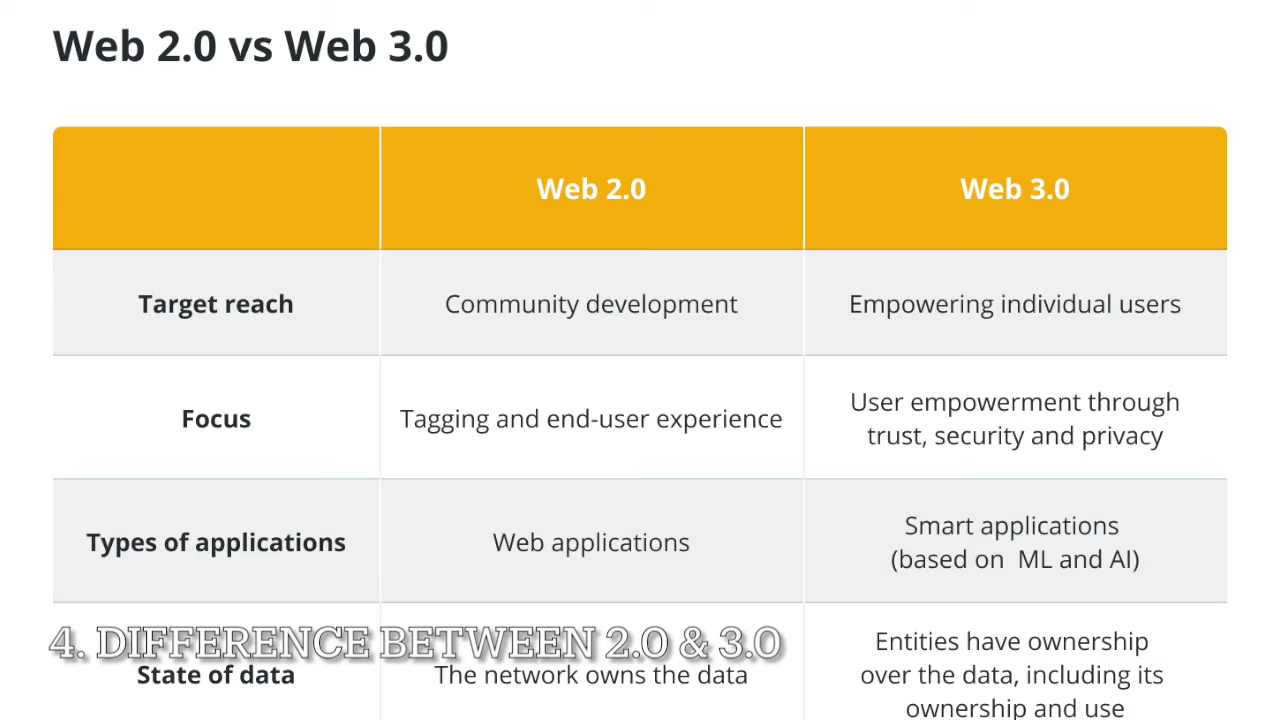 Web 2.0 vs Web 3.0
Web 2.0
Web 3.0
Target reach
Community development
Empowering individual users
Focus
Tagging and end-user experience
User empowerment through
trust, security and privacy
Types of applications
Web applications
Smart applications
(based on ML and AI)
4. DIFFERENCE BETWEEN 2.0 & 3.0
State of data
The network owns the data
Entities have ownership
over the data, including its
ownership and use